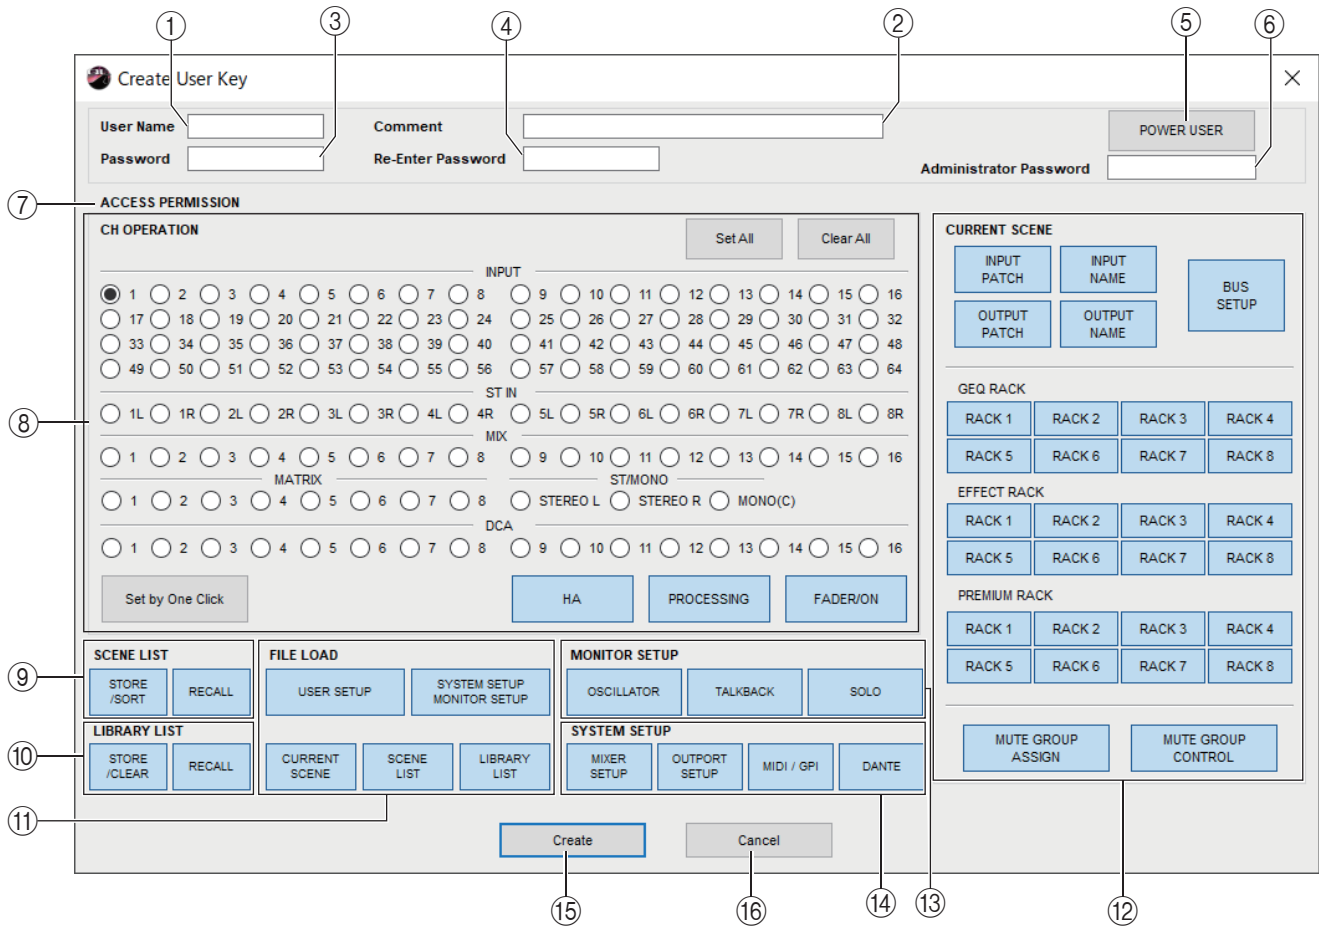 ① ③ ④ ② ⑤ ⑥
Create User Key
User Name Comment POWER USER
Password Re-Enter Password Administrator Password
⑦ ACCESS PERMISSION
CH OPERATION Set All Clear All
INPUT
1 2 3 4 5 6 7 8 9 10 11 12 13 14 15 16
17 18 19 20 21 22 23 24 25 26 27 28 29 30 31 32
33 34 35 36 37 38 39 40 41 42 43 44 45 46 47 48
49 50 51 52 53 54 55 56 57 58 59 60 61 62 63 64
ST IN
⑧ 1L 1R 2L 2R 3L 3R 4L 4R 5L 5R 6L 6R 7L 7R 8L 8R
MIX
1 2 3 4 5 6 7 8 9 10 11 12 13 14 15 16
MATRIX ST/MONO
1 2 3 4 5 6 7 8 STEREO L STEREO R MONO(C)
DCA
1 2 3 4 5 6 7 8 9 10 11 12 13 14 15 16
Set by One Click HA PROCESSING FADER/ON
CURRENT SCENE
INPUT PATCH
INPUT NAME
BUS SETUP
OUTPUT PATCH
OUTPUT NAME
GEQ RACK
RACK 1 RACK 2 RACK 3 RACK 4
RACK 5 RACK 6 RACK 7 RACK 8
EFFECT RACK
RACK 1 RACK 2 RACK 3 RACK 4
RACK 5 RACK 6 RACK 7 RACK 8
PREMIUM RACK
RACK 1 RACK 2 RACK 3 RACK 4
RACK 5 RACK 6 RACK 7 RACK 8
MUTE GROUP ASSIGN
MUTE GROUP CONTROL
SCENE LIST
⑨ STORE /SORT
RECALL
FILE LOAD
USER SETUP
SYSTEM SETUP MONITOR SETUP
CURRENT SCENE
SCENE LIST
LIBRARY LIST
MONITOR SETUP
OSCILLATOR TALKBACK SOLO
LIBRARY LIST
⑩ STORE /CLEAR
RECALL
SYSTEM SETUP
MIXER SETUP
OUTPORT SETUP
MIDI / GPI
DANTE
⑪
Create Cancel
⑮ ⑯ ⑭ ⑬ ⑫